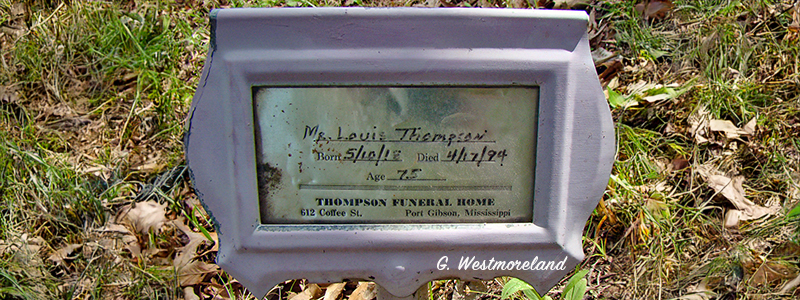 Mr. Louis Thompson
Born 5/10/18 Died 4/17/94
Age 75
THOMPSON FUNERAL HOME
612 Coffee St. Port Gibson, Mississippi
G. Westmoreland